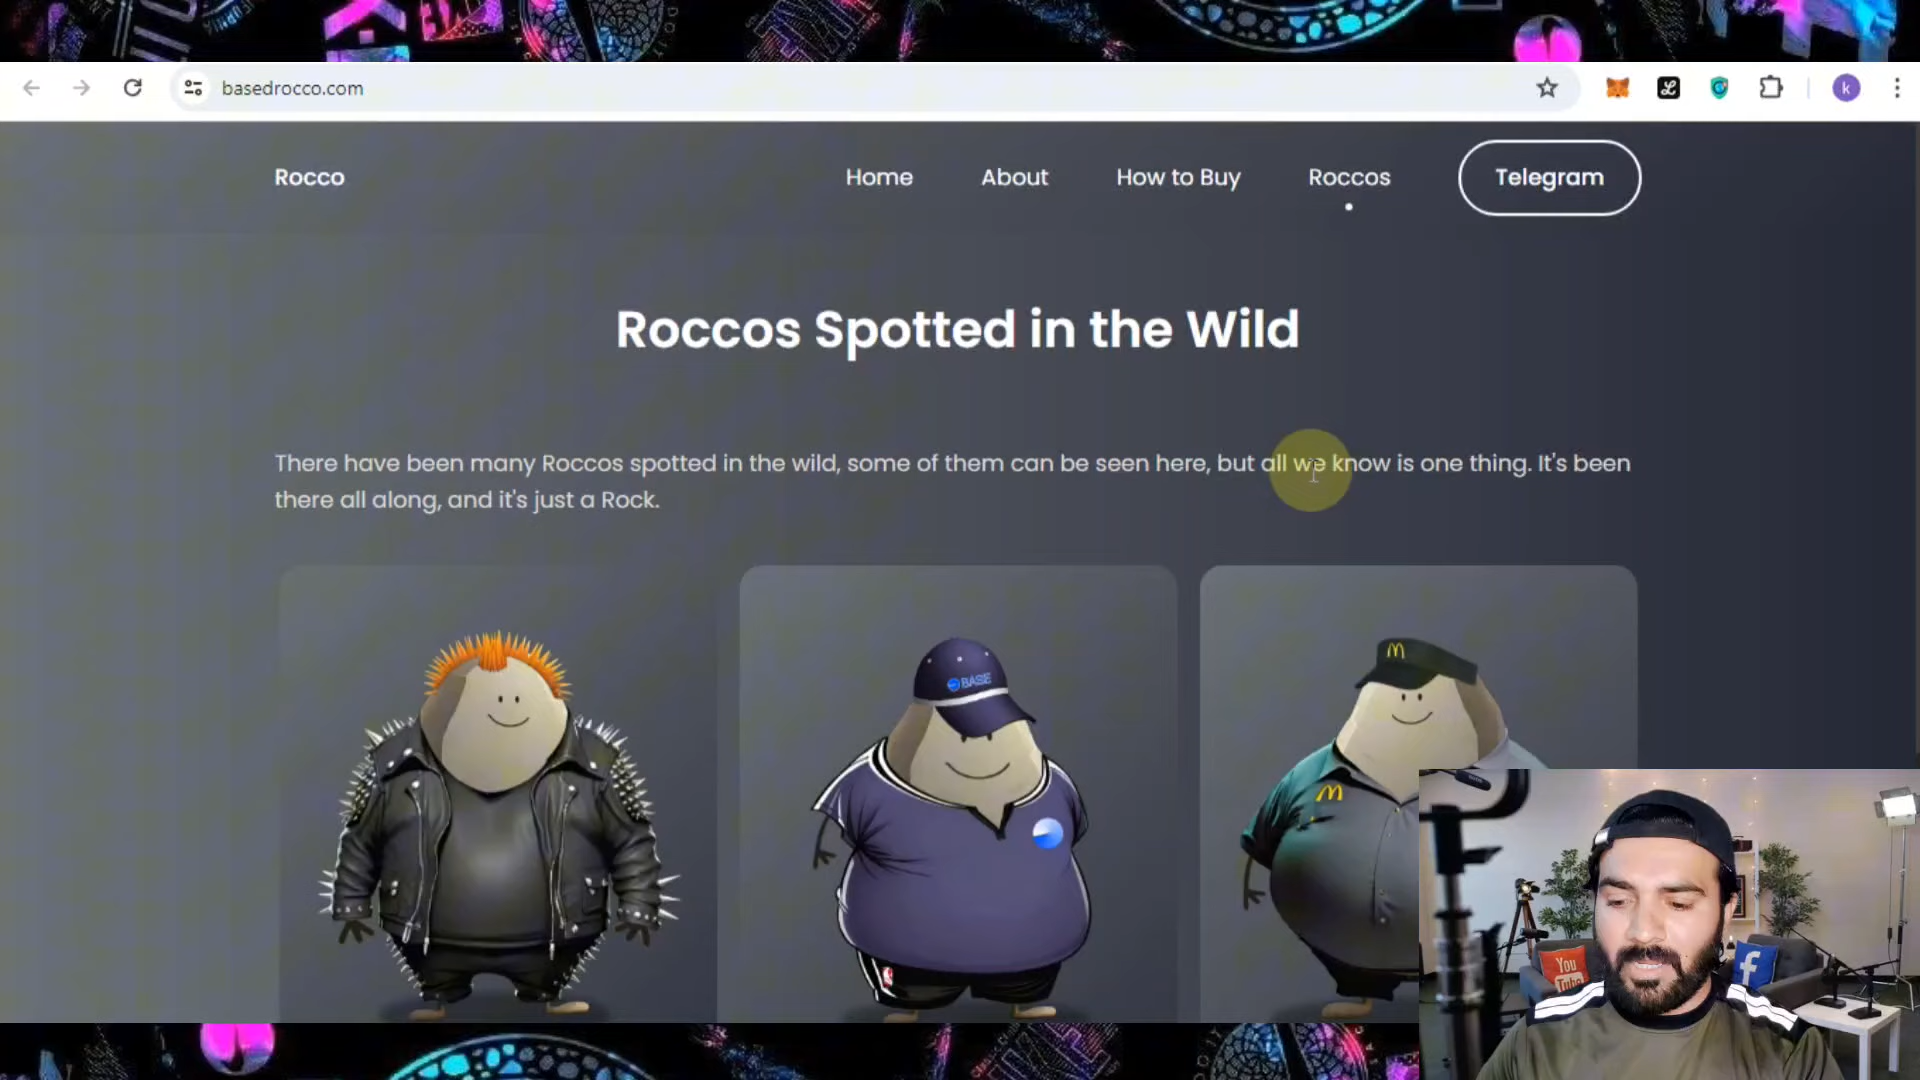 basedrocco.com
k
Rocco
Home
About
How to Buy
Roccos
Telegram
Roccos Spotted in the Wild
There have been many Roccos spotted in the wild, some of them can be seen here, but all we know is one thing. It's been
there all along, and it's just a Rock.
BASE
You
Tube